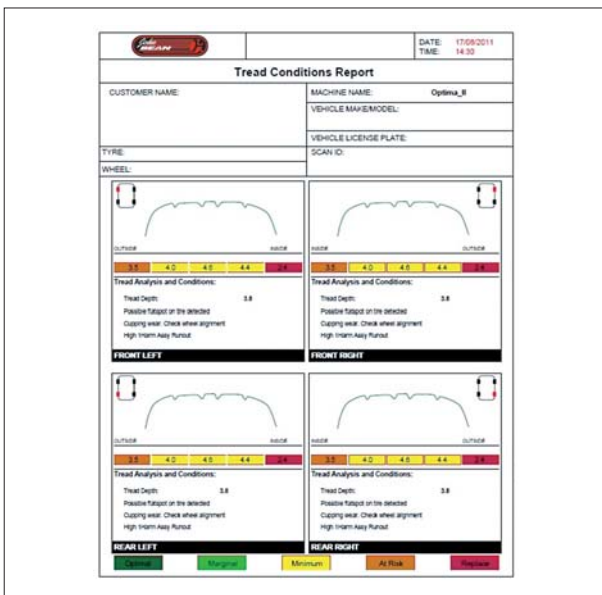 John
BEAN
DATE: 17/08/2011
TIME: 14:30
Tread Conditions Report
CUSTOMER NAME:
MACHINE NAME: Optima_II
VEHICLE MAKE/MODEL:
VEHICLE LICENSE PLATE:
TYRE:
SCAN ID:
WHEEL:
OUTSIDE INSIDE
3.5 4.0 4.6 4.4 2.4
Tread Analysis and Conditions:
Tread Depth: 3.8
Possible flatspot on tire detected
Cupping wear. Check wheel alignment
High 1Harm Assy Runout
FRONT LEFT
INSIDE OUTSIDE
3.5 4.0 4.6 4.4 2.4
Tread Analysis and Conditions:
Tread Depth: 3.8
Possible flatspot on tire detected
Cupping wear. Check wheel alignment
High 1Harm Assy Runout
FRONT RIGHT
OUTSIDE INSIDE
3.5 4.0 4.6 4.4 2.4
Tread Analysis and Conditions:
Tread Depth: 3.8
Possible flatspot on tire detected
Cupping wear. Check wheel alignment
High 1Harm Assy Runout
REAR LEFT
INSIDE OUTSIDE
3.5 4.0 4.6 4.4 2.4
Tread Analysis and Conditions:
Tread Depth: 3.8
Possible flatspot on tire detected
Cupping wear. Check wheel alignment
High 1Harm Assy Runout
REAR RIGHT
Optimal Marginal Minimum At Risk Replace